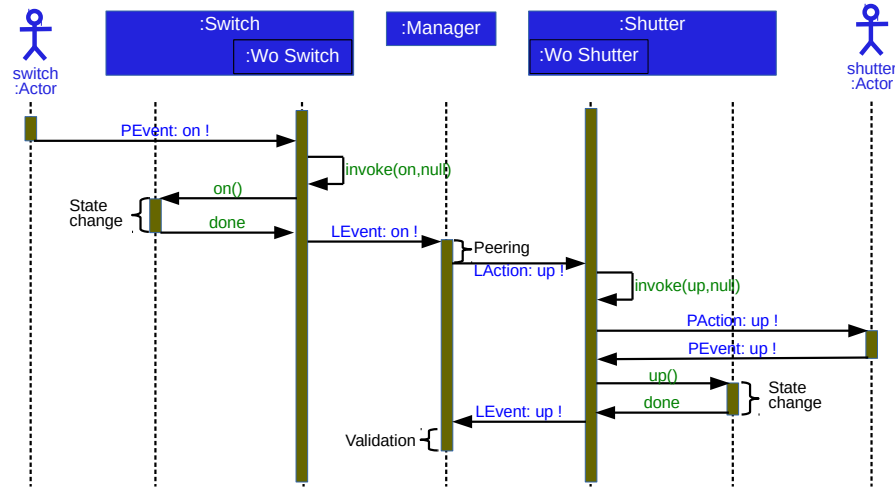 :Switch
:Manager
:Shutter
:Wo Switch
:Wo Shutter
switch
:Actor
shutter
:Actor
PEvent: on !
invoke(on,null)
on()
State
change
done
LEvent: on !
Peering
LAction: up !
invoke(up,null)
PAction: up !
PEvent: up !
up()
State
change
done
LEvent: up !
Validation